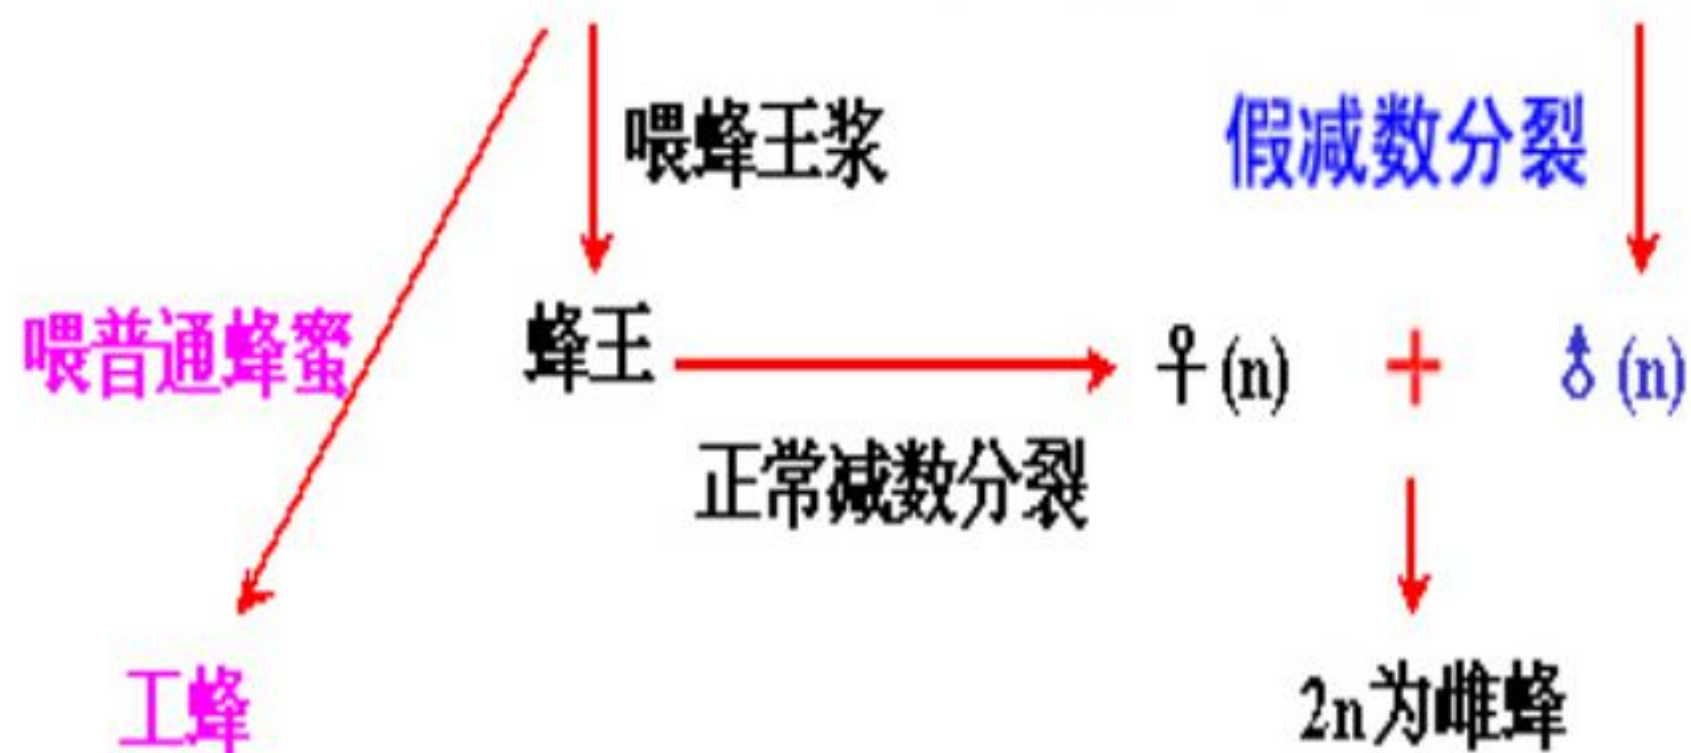 喂蜂王浆
假减数分裂
喂普通蜂蜜
蜂王
♀(n) + ♂(n)
正常减数分裂
工蜂
2n为雌蜂